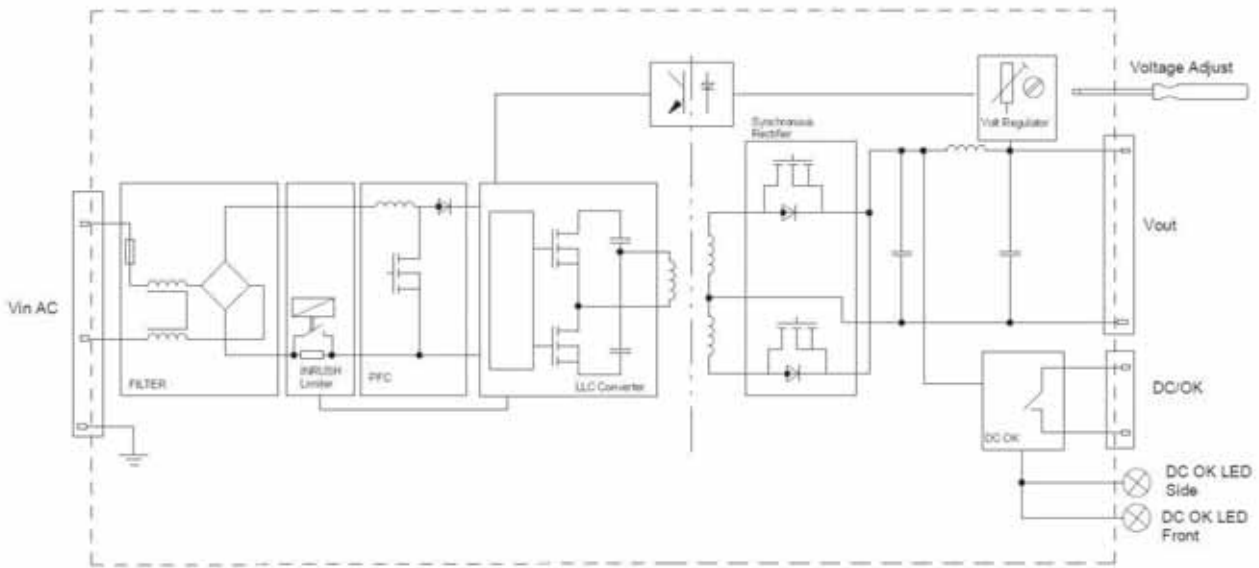 Voltage Adjust
Volt Regulator
Synchronous
Rectifier
Vout
Vin AC
FILTER
INRUSH
Limiter
PFC
LLC Converter
DC/OK
DC OK
DC OK LED
Side
DC OK LED
Front